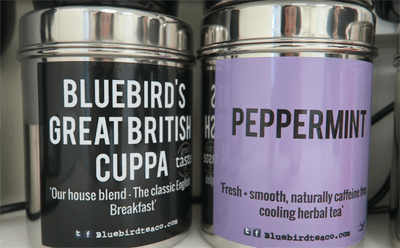 BLUEBIRD'S
GREAT BRITISH
CUPPA
'Our house blend - The classic English
Breakfast'
Bluebirdteaco.com
taste
PEPPERMINT
'Fresh + smooth, naturally caffeine free
cooling herbal tea'
Bluebirdteaco.com